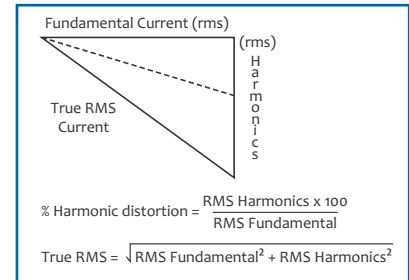 Fundamental Current (rms)
(rms)
Harmonics
True RMS
Current
% Harmonic distortion = RMS Harmonics x 100
RMS Fundamental
True RMS = √RMS Fundamental² + RMS Harmonics²